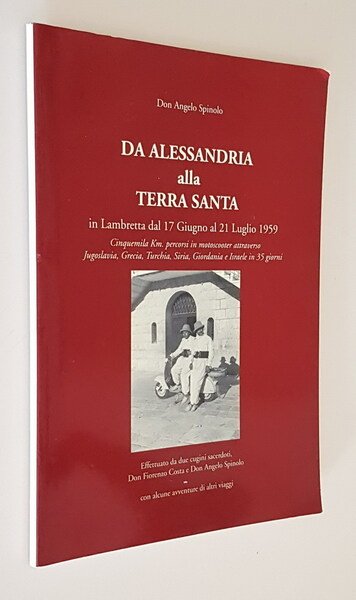 Don Angelo Spinolo
DA ALESSANDRIA
alla
TERRA SANTA
in Lambretta dal 17 Giugno al 21 Luglio 1959
Cinquemila Km. percorsi in motoscooter attraverso
Jugoslavia, Grecia, Turchia, Siria, Giordania e Israele in 35 giorni
Effettuato da due cugini sacerdoti,
Don Fiorenzo Costa e Don Angelo Spinolo
-
con alcune avventure di altri viaggi